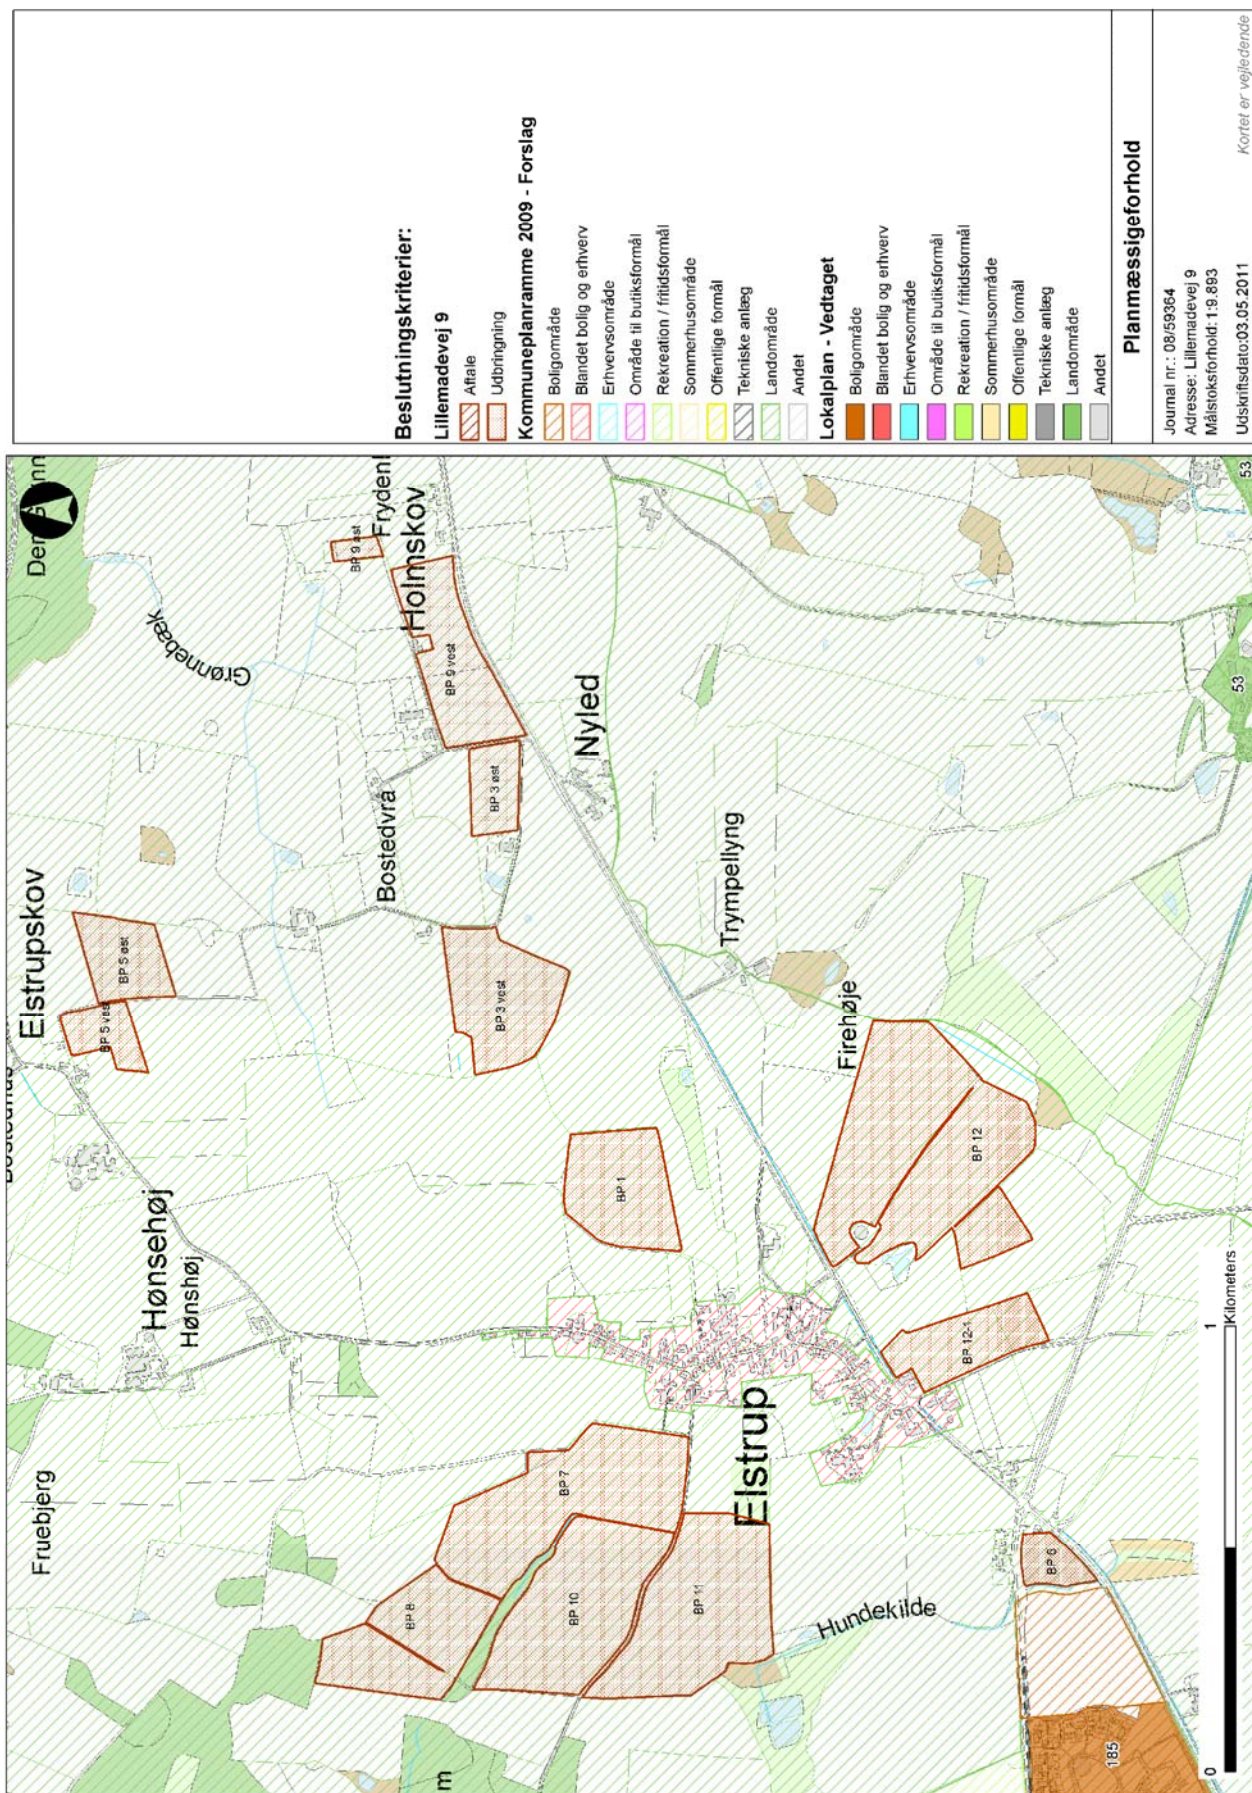 Beslutningskriterier:
Lillemadevej 9
Aftale
Udbringning
Kommuneplanramme 2009 - Forslag
Boligområde
Blandet bolig og erhverv
Erhvervsområde
Område til butiksformål
Rekreation / fritidsformål
Sommerhusområde
Offentlige formål
Tekniske anlæg
Landområde
Andet
Lokalplan - Vedtaget
Boligområde
Blandet bolig og erhverv
Erhvervsområde
Område til butiksformål
Rekreation / fritidsformål
Sommerhusområde
Offentlige formål
Tekniske anlæg
Landområde
Andet
Planmæssigeforhold
Journal nr.: 08/59364
Adresse: Lillemadevej 9
Målstoksforhold: 1:9.893
Udskriftsdato:03.05.2011
Kortet er vejledende
Elstrupskov
Grønnebæk
BP 5 vest
BP 5 øst
BP 9 øst
Holmskov
BP 9 vest
Hønsehøj
Hønshøj
Bostedvrå
BP 3 øst
BP 3 vest
Nyled
Fruebjerg
BP 1
Trympellyng
Firehøje
BP 8
BP 7
BP 10
BP 11
Elstrup
BP 12
BP 12-1
Hundekilde
BP 6
m
185
53
53
0
1
Kilometers